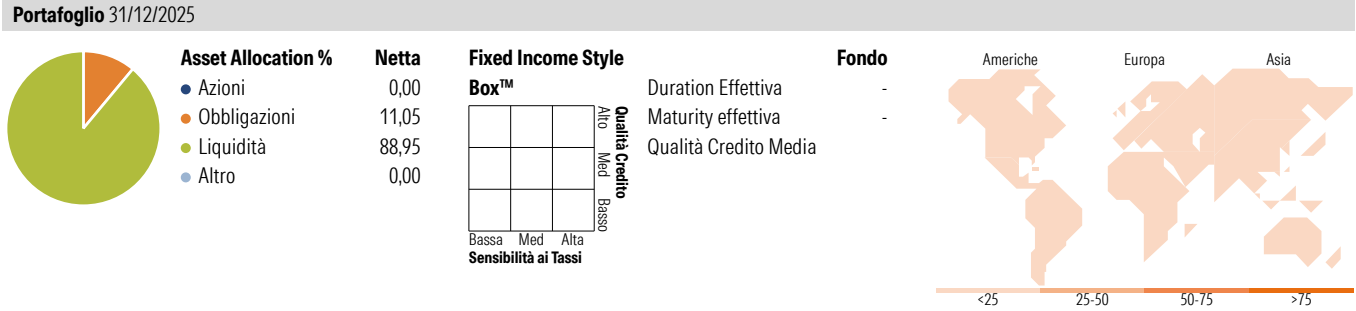 Portafoglio 31/12/2025
Asset Allocation % Netta
Azioni 0,00
Obbligazioni 11,05
Liquidità 88,95
Altro 0,00
Fixed Income Style
Box™
Alto
Med
Basso
Qualità Credito
Bassa Med Alta
Sensibilità ai Tassi
Fondo
Duration Effettiva -
Maturity effettiva -
Qualità Credito Media
Americhe Europa Asia
<25 25-50 50-75 >75